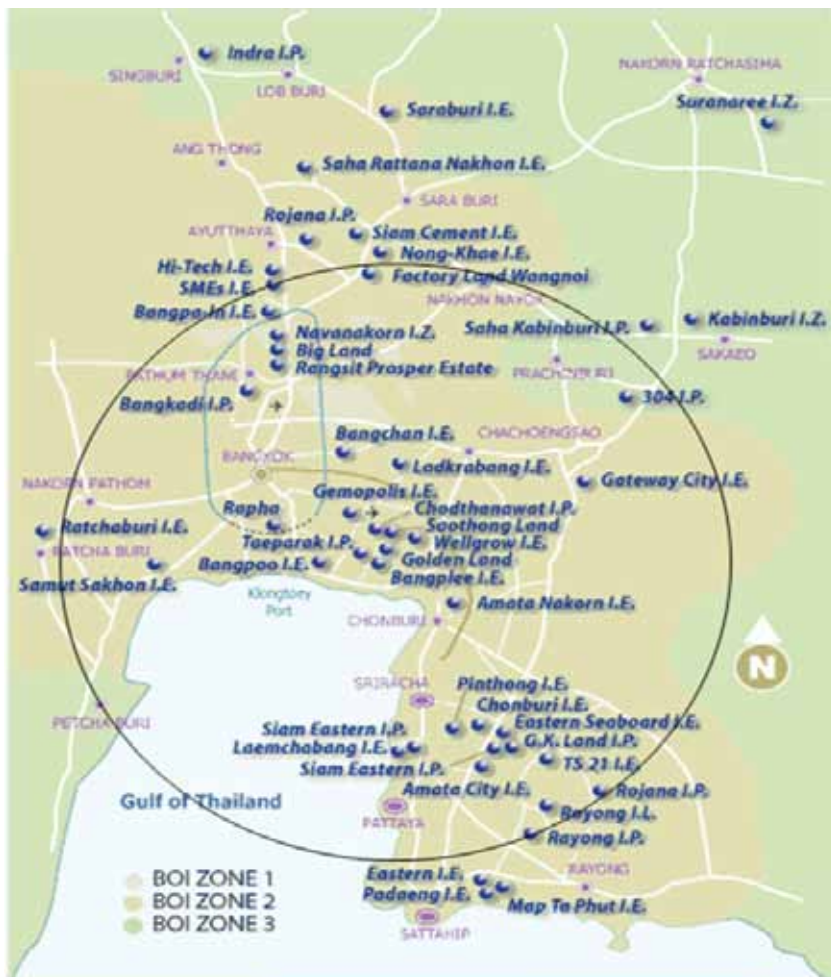 Indra I.P.
SINGBURI
LOB BURI
NAKORN RATCHASIMA
Suranaree I.Z.
Saraburi I.E.
ANG THONG
Saha Rattana Nakhon I.E.
SARA BURI
Rojana I.P.
AYUTTHAYA
Siam Cement I.E.
Nong-Khae I.E.
Hi-Tech I.E.
Factory Land Wangnoi
SMEs I.E.
NAKHON NAYOK
Bangpa-In I.E.
Kabinburi I.Z.
Saha Kabinburi I.P.
Navanakorn I.Z.
Big Land
SAKAEO
Rangsit Prosper Estate
PATHUM THANI
PRACHINBURI
Bangkadi I.P.
304 I.P.
Bangchan I.E.
CHACHOENGSAO
BANGKOK
Ladkrabang I.E.
NAKORN PATHOM
Gateway City I.E.
Gemopolis I.E.
Rapha
Chodthanawat I.P.
Ratchaburi I.E.
Soothong Land
Taeparak I.P.
Wellgrow I.E.
RATCHA BURI
Golden Land
Bangpoo I.E.
Bangplee I.E.
Samut Sakhon I.E.
Klongtoey
Port
Amata Nakorn I.E.
CHONBURI
N
SRIRACHA
Pinthong I.E.
Chonburi I.E.
PETCHA BURI
Eastern Seaboard I.E.
Siam Eastern I.P.
G.K. Land I.P.
Laemchabang I.E.
TS 21 I.E.
Siam Eastern I.P.
Amata City I.E.
Rojana I.P.
Gulf of Thailand
Rayong I.L.
PATTAYA
Rayong I.P.
Eastern I.E.
RAYONG
BOI ZONE 1
Padaeng I.E.
BOI ZONE 2
Map Ta Phut I.E.
BOI ZONE 3
SATTAHIP